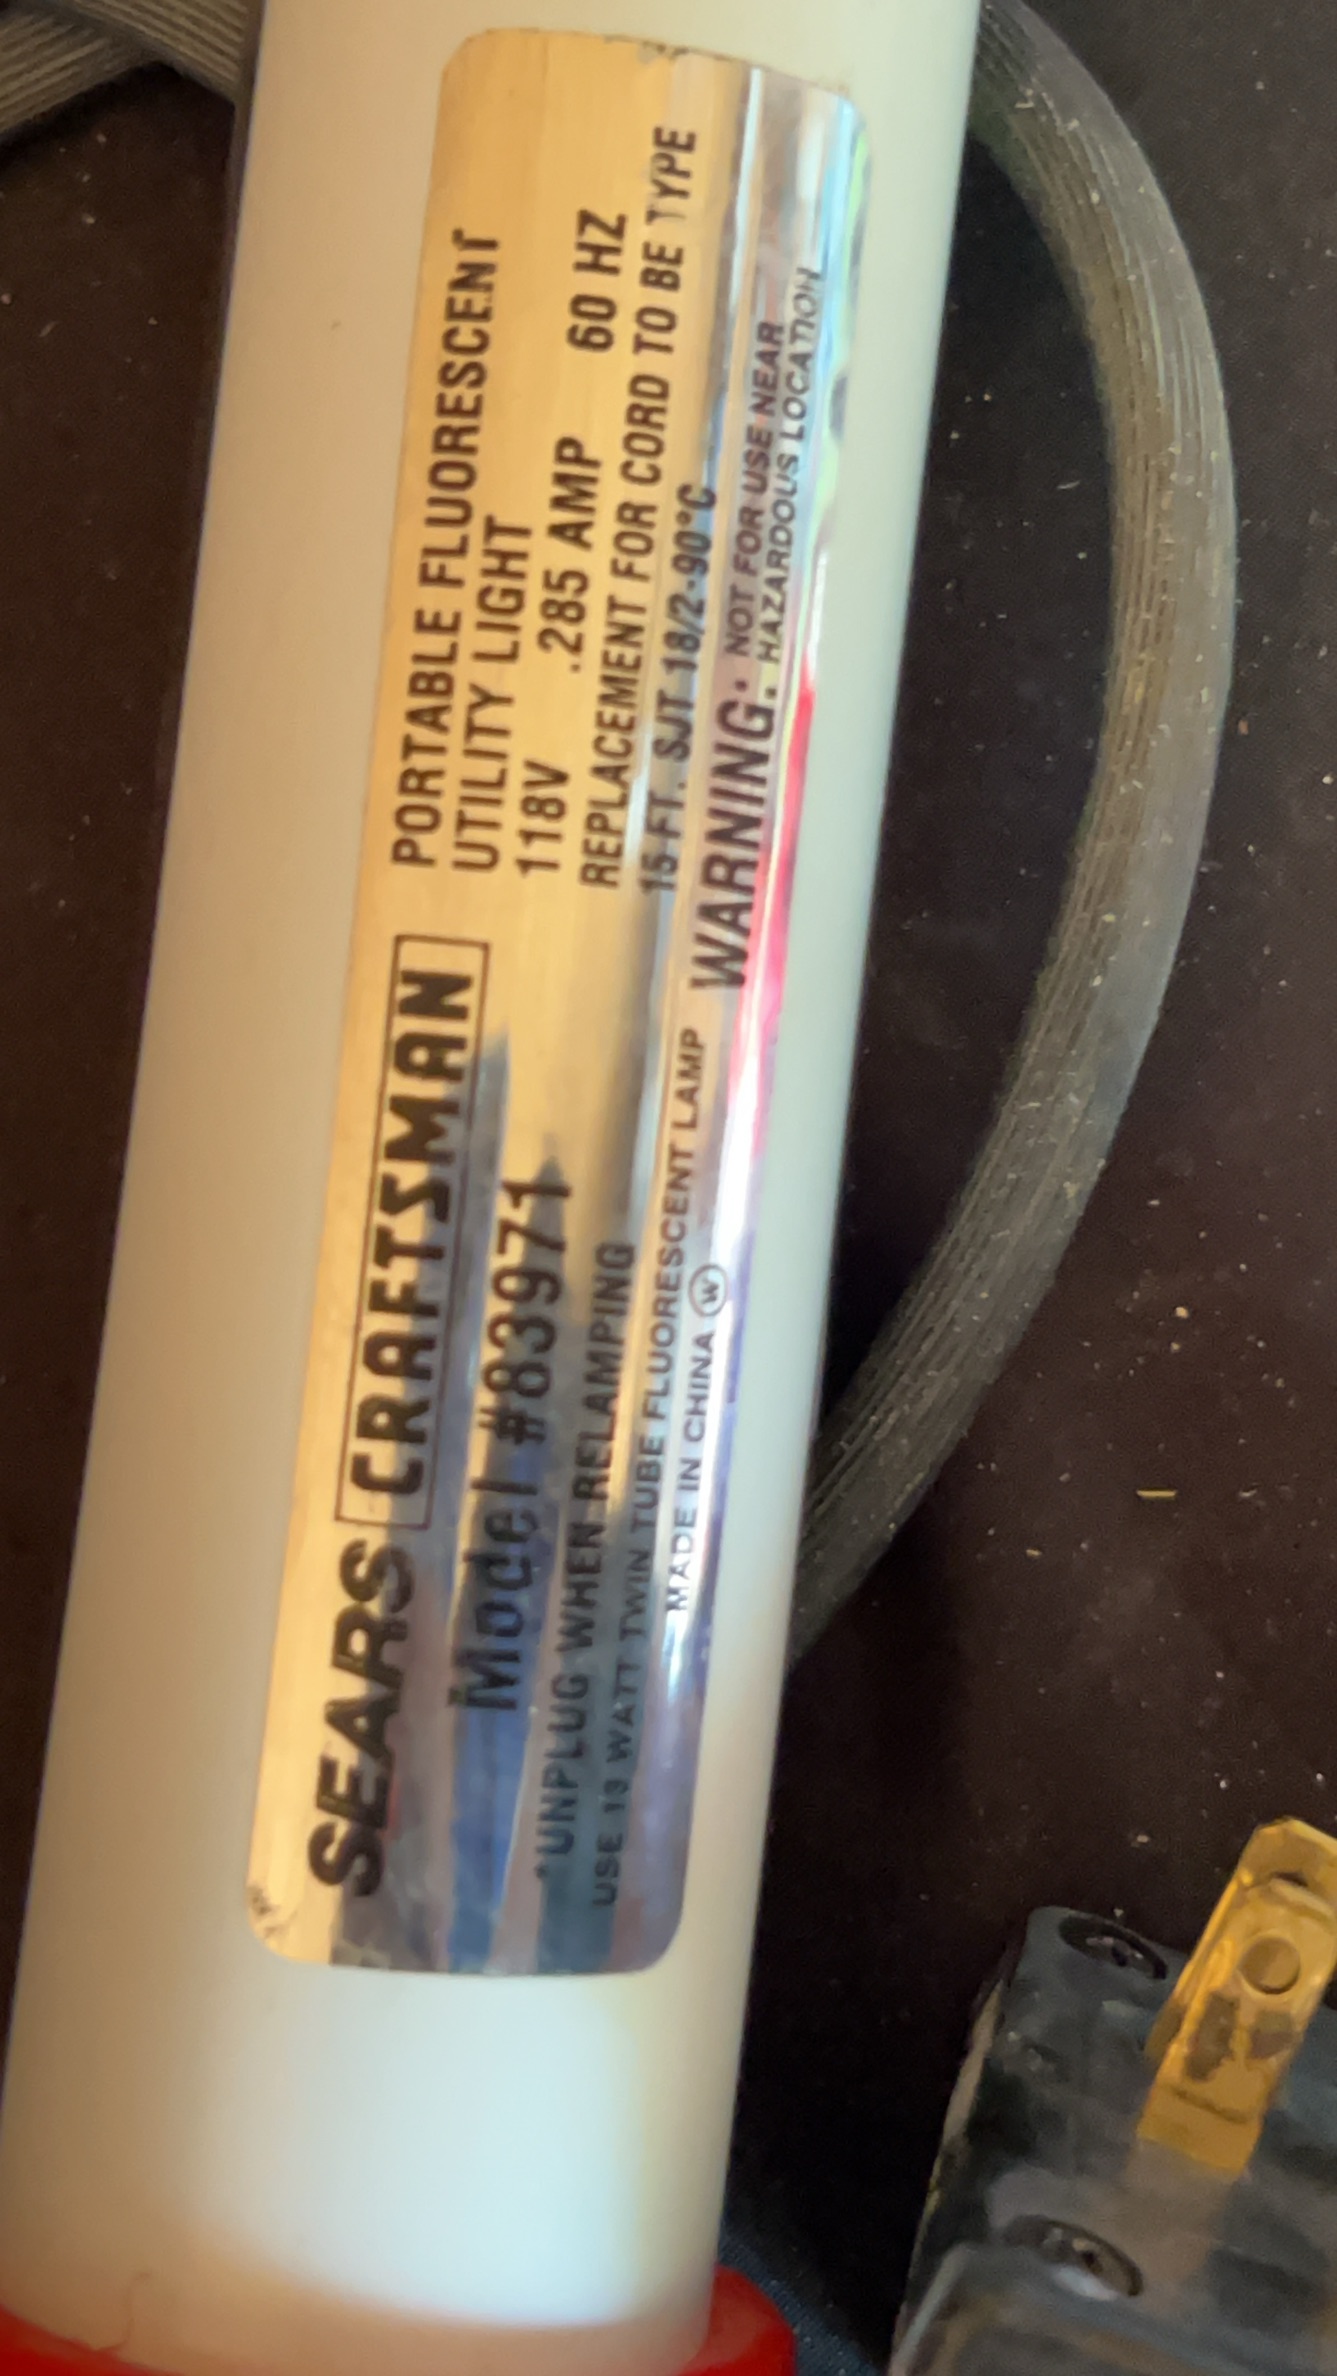 SEARS CRAFTSMAN
Model #83971
*UNPLUG WHEN RELAMPING
USE 13 WATT TWIN TUBE FLUORESCENT LAMP
MADE IN CHINA W
PORTABLE FLUORESCENT
UTILITY LIGHT
118V .285 AMP 60 HZ
REPLACEMENT FOR CORD TO BE TYPE
15 FT. SJT 18/2-90°C
WARNING: NOT FOR USE NEAR
HAZARDOUS LOCATION